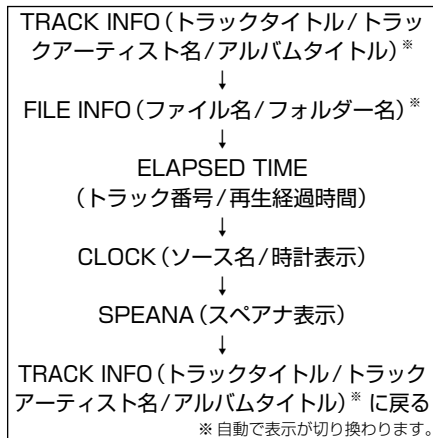 TRACK INFO（トラックタイトル/トラッ
クアーティスト名/アルバムタイトル）※
↓
FILE INFO（ファイル名/フォルダー名）※
↓
ELAPSED TIME
（トラック番号/再生経過時間）
↓
CLOCK（ソース名/時計表示）
↓
SPEANA（スペアナ表示）
↓
TRACK INFO（トラックタイトル/トラック
アーティスト名/アルバムタイトル）※ に戻る
※ 自動で表示が切り換わります。